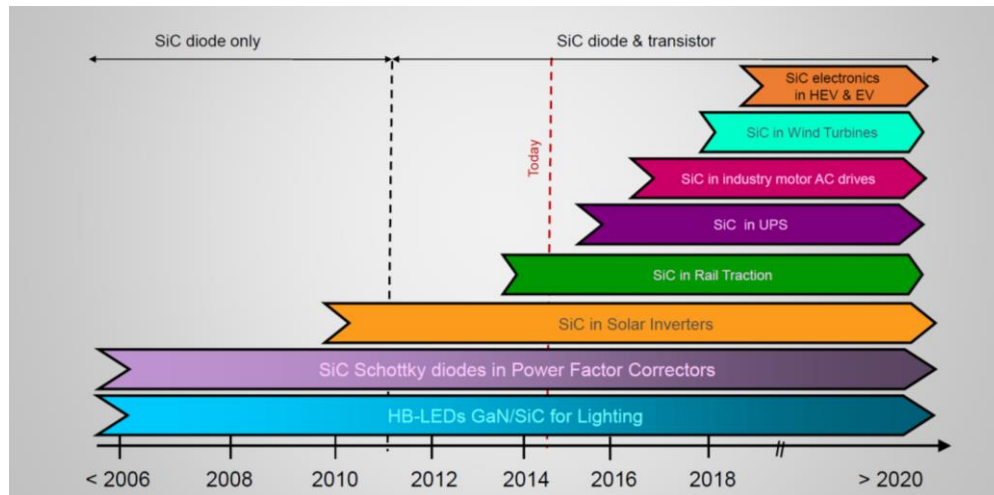 SiC diode only
SiC diode & transistor
SiC electronics
in HEV & EV
SiC in Wind Turbines
Today
SiC in industry motor AC drives
SiC in UPS
SiC in Rail Traction
SiC in Solar Inverters
SiC Schottky diodes in Power Factor Correctors
HB-LEDs GaN/SiC for Lighting
< 2006 2008 2010 2012 2014 2016 2018 > 2020